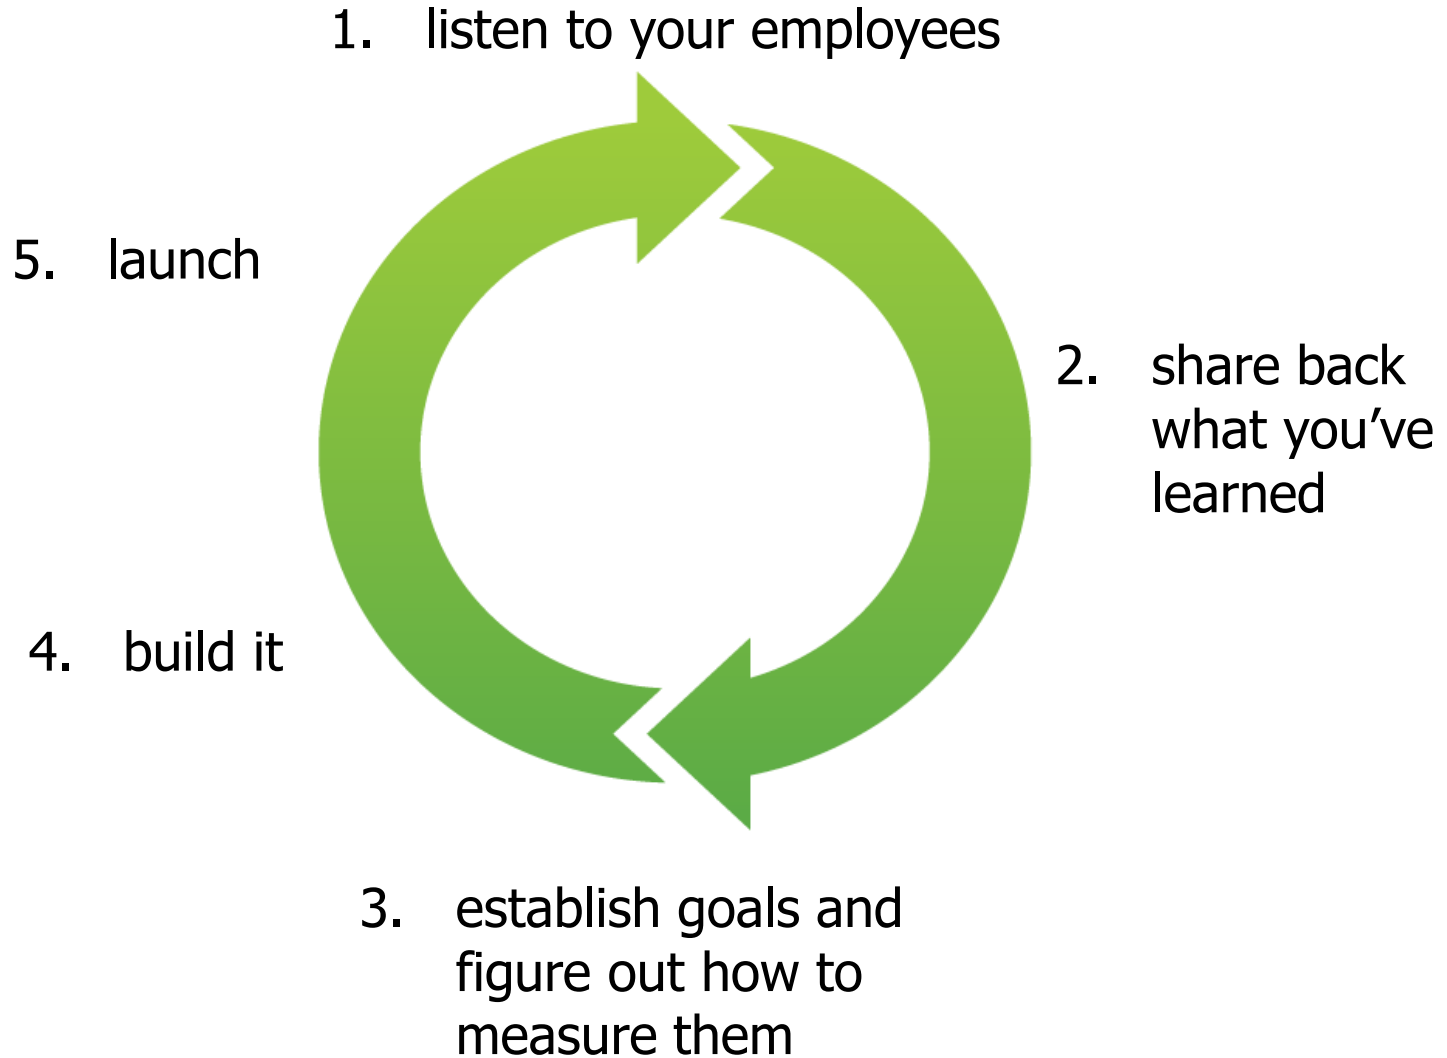 1. listen to your employees
2. share back
what you’ve
learned
3. establish goals and
figure out how to
measure them
4. build it
5. launch